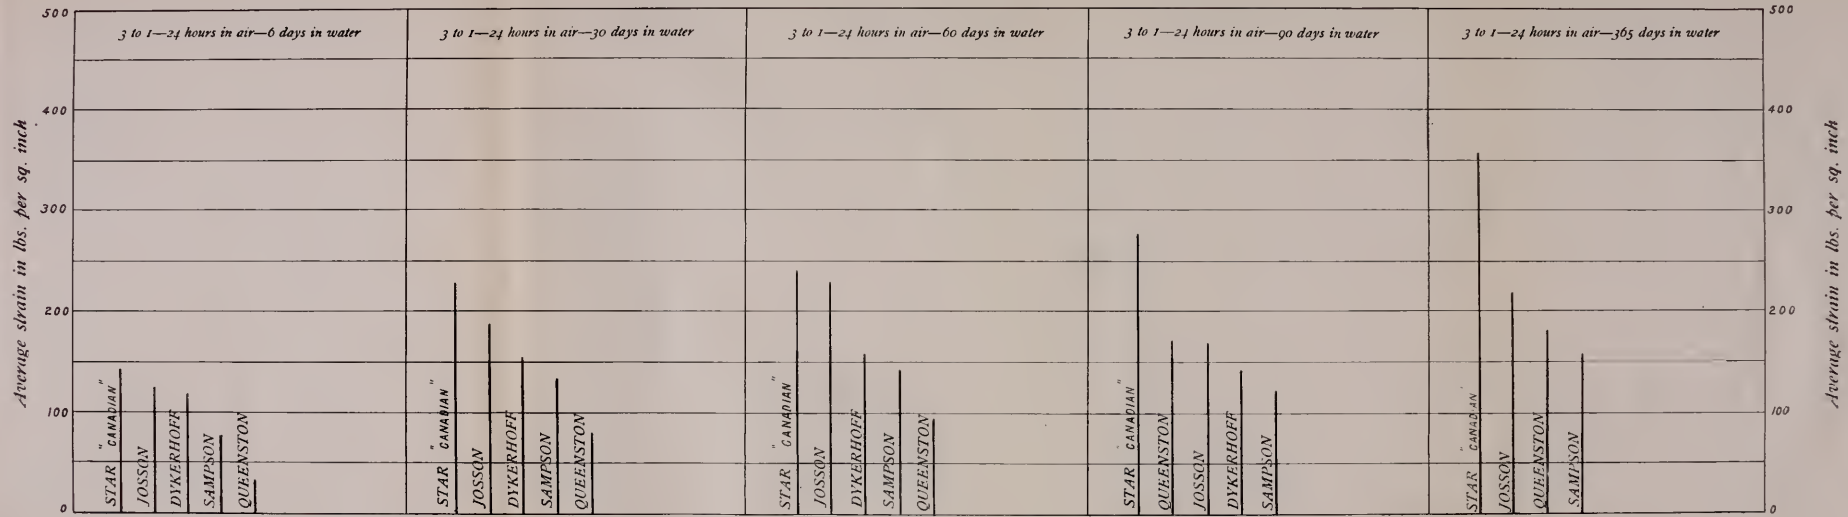 500
400
300
200
100
0
Average strain in lbs. per sq. inch
3 to 1—24 hours in air—6 days in water
STAR "CANADIAN"
JOSSON
DYKERHOFF
SAMPSON
QUEENSTON
3 to 1—24 hours in air—30 days in water
STAR "CANADIAN"
JOSSON
DYKERHOFF
SAMPSON
QUEENSTON
3 to 1—24 hours in air—60 days in water
STAR "CANADIAN"
JOSSON
DYKERHOFF
SAMPSON
QUEENSTON
3 to 1—24 hours in air—90 days in water
STAR "CANADIAN"
QUEENSTON
JOSSON
DYKERHOFF
SAMPSON
3 to 1—24 hours in air—365 days in water
STAR "CANADIAN"
JOSSON
QUEENSTON
SAMPSON
500
400
300
200
100
0
Average strain in lbs. per sq. inch